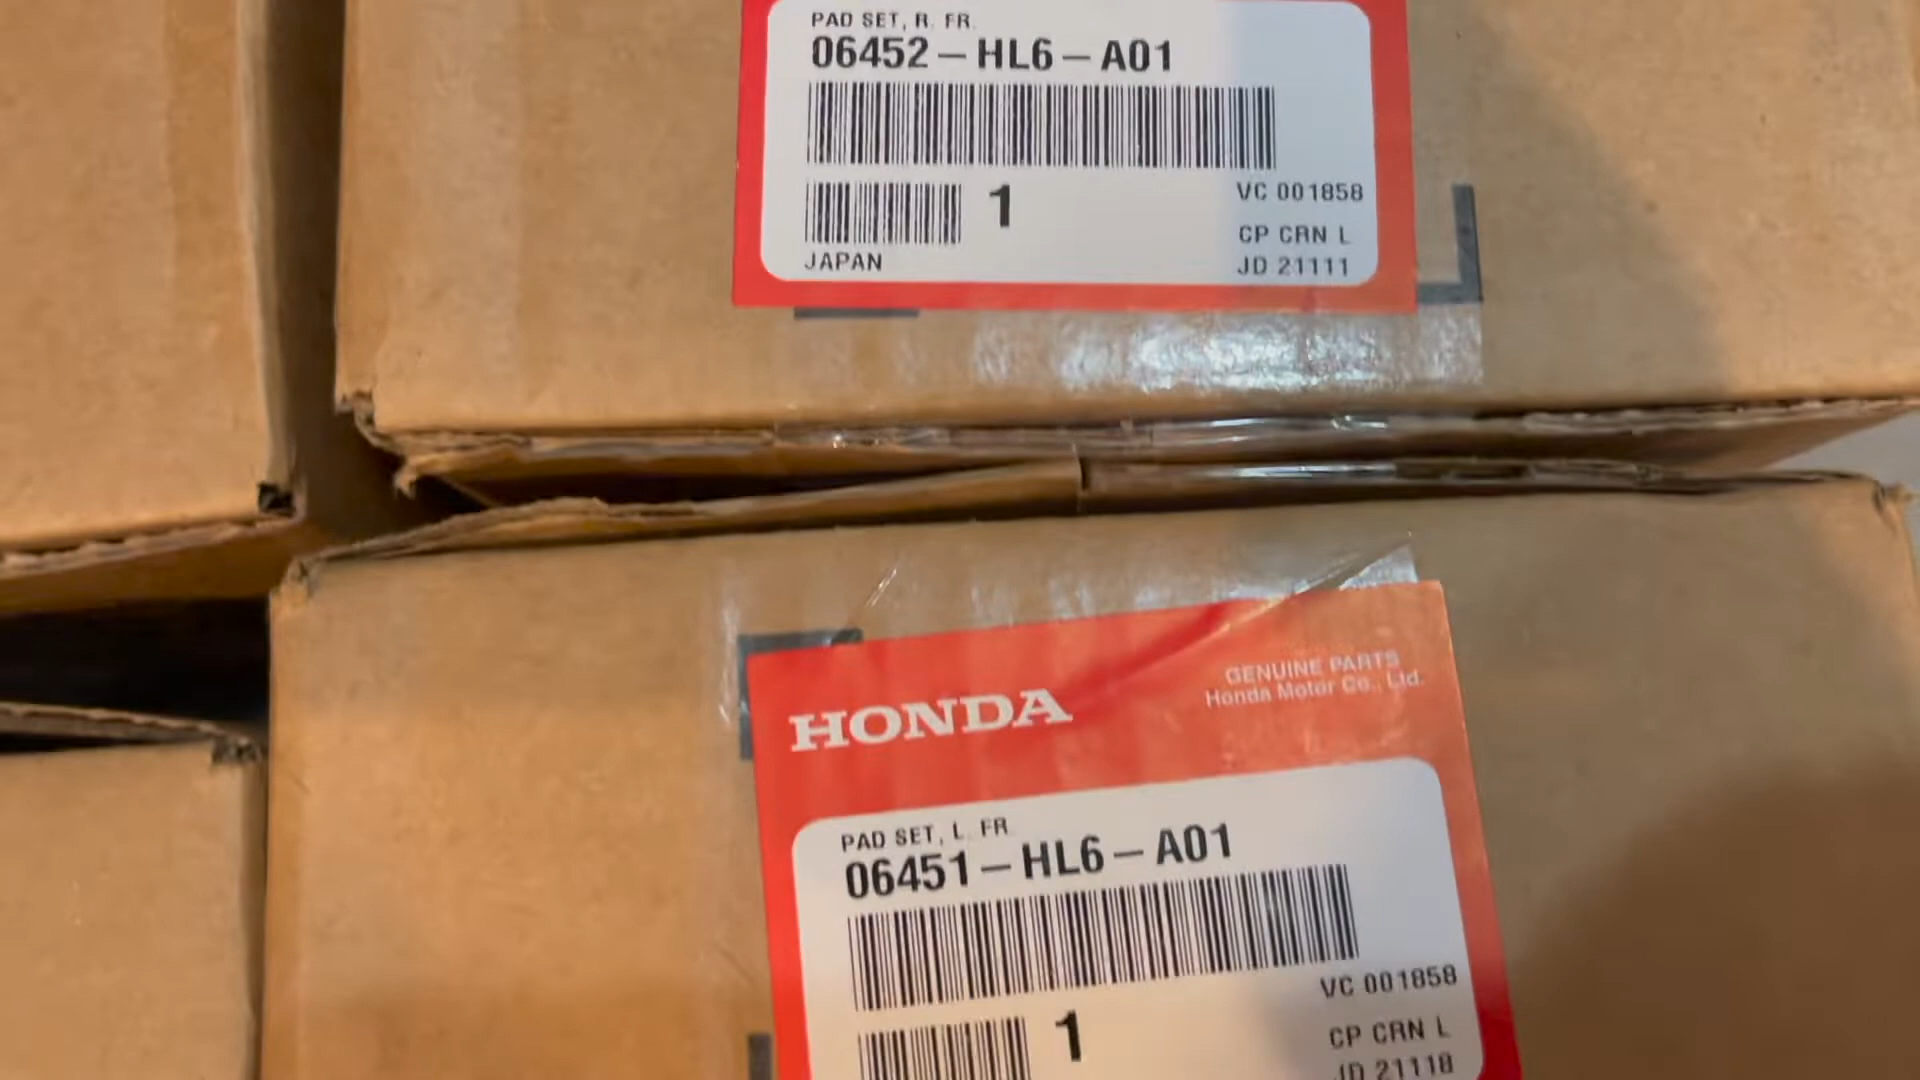 PAD SET, R. FR.
06452-HL6-A01
1
VC 001858
CP CRN L
JAPAN
JD 21111
HONDA
GENUINE PARTS
Honda Motor Co., Ltd.
PAD SET, L. FR.
06451-HL6-A01
VC 001858
1
CP CRN L
JD 21118